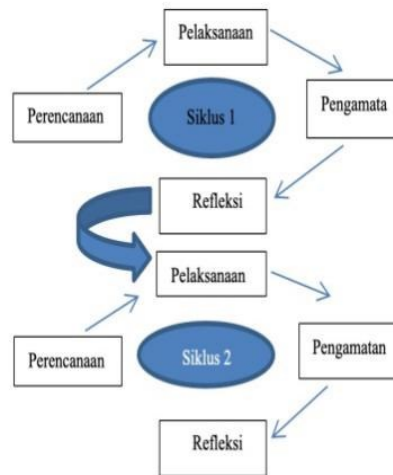 Pelaksanaan
Perencanaan
Siklus 1
Pengamata
Refleksi
Pelaksanaan
Perencanaan
Siklus 2
Pengamatan
Refleksi